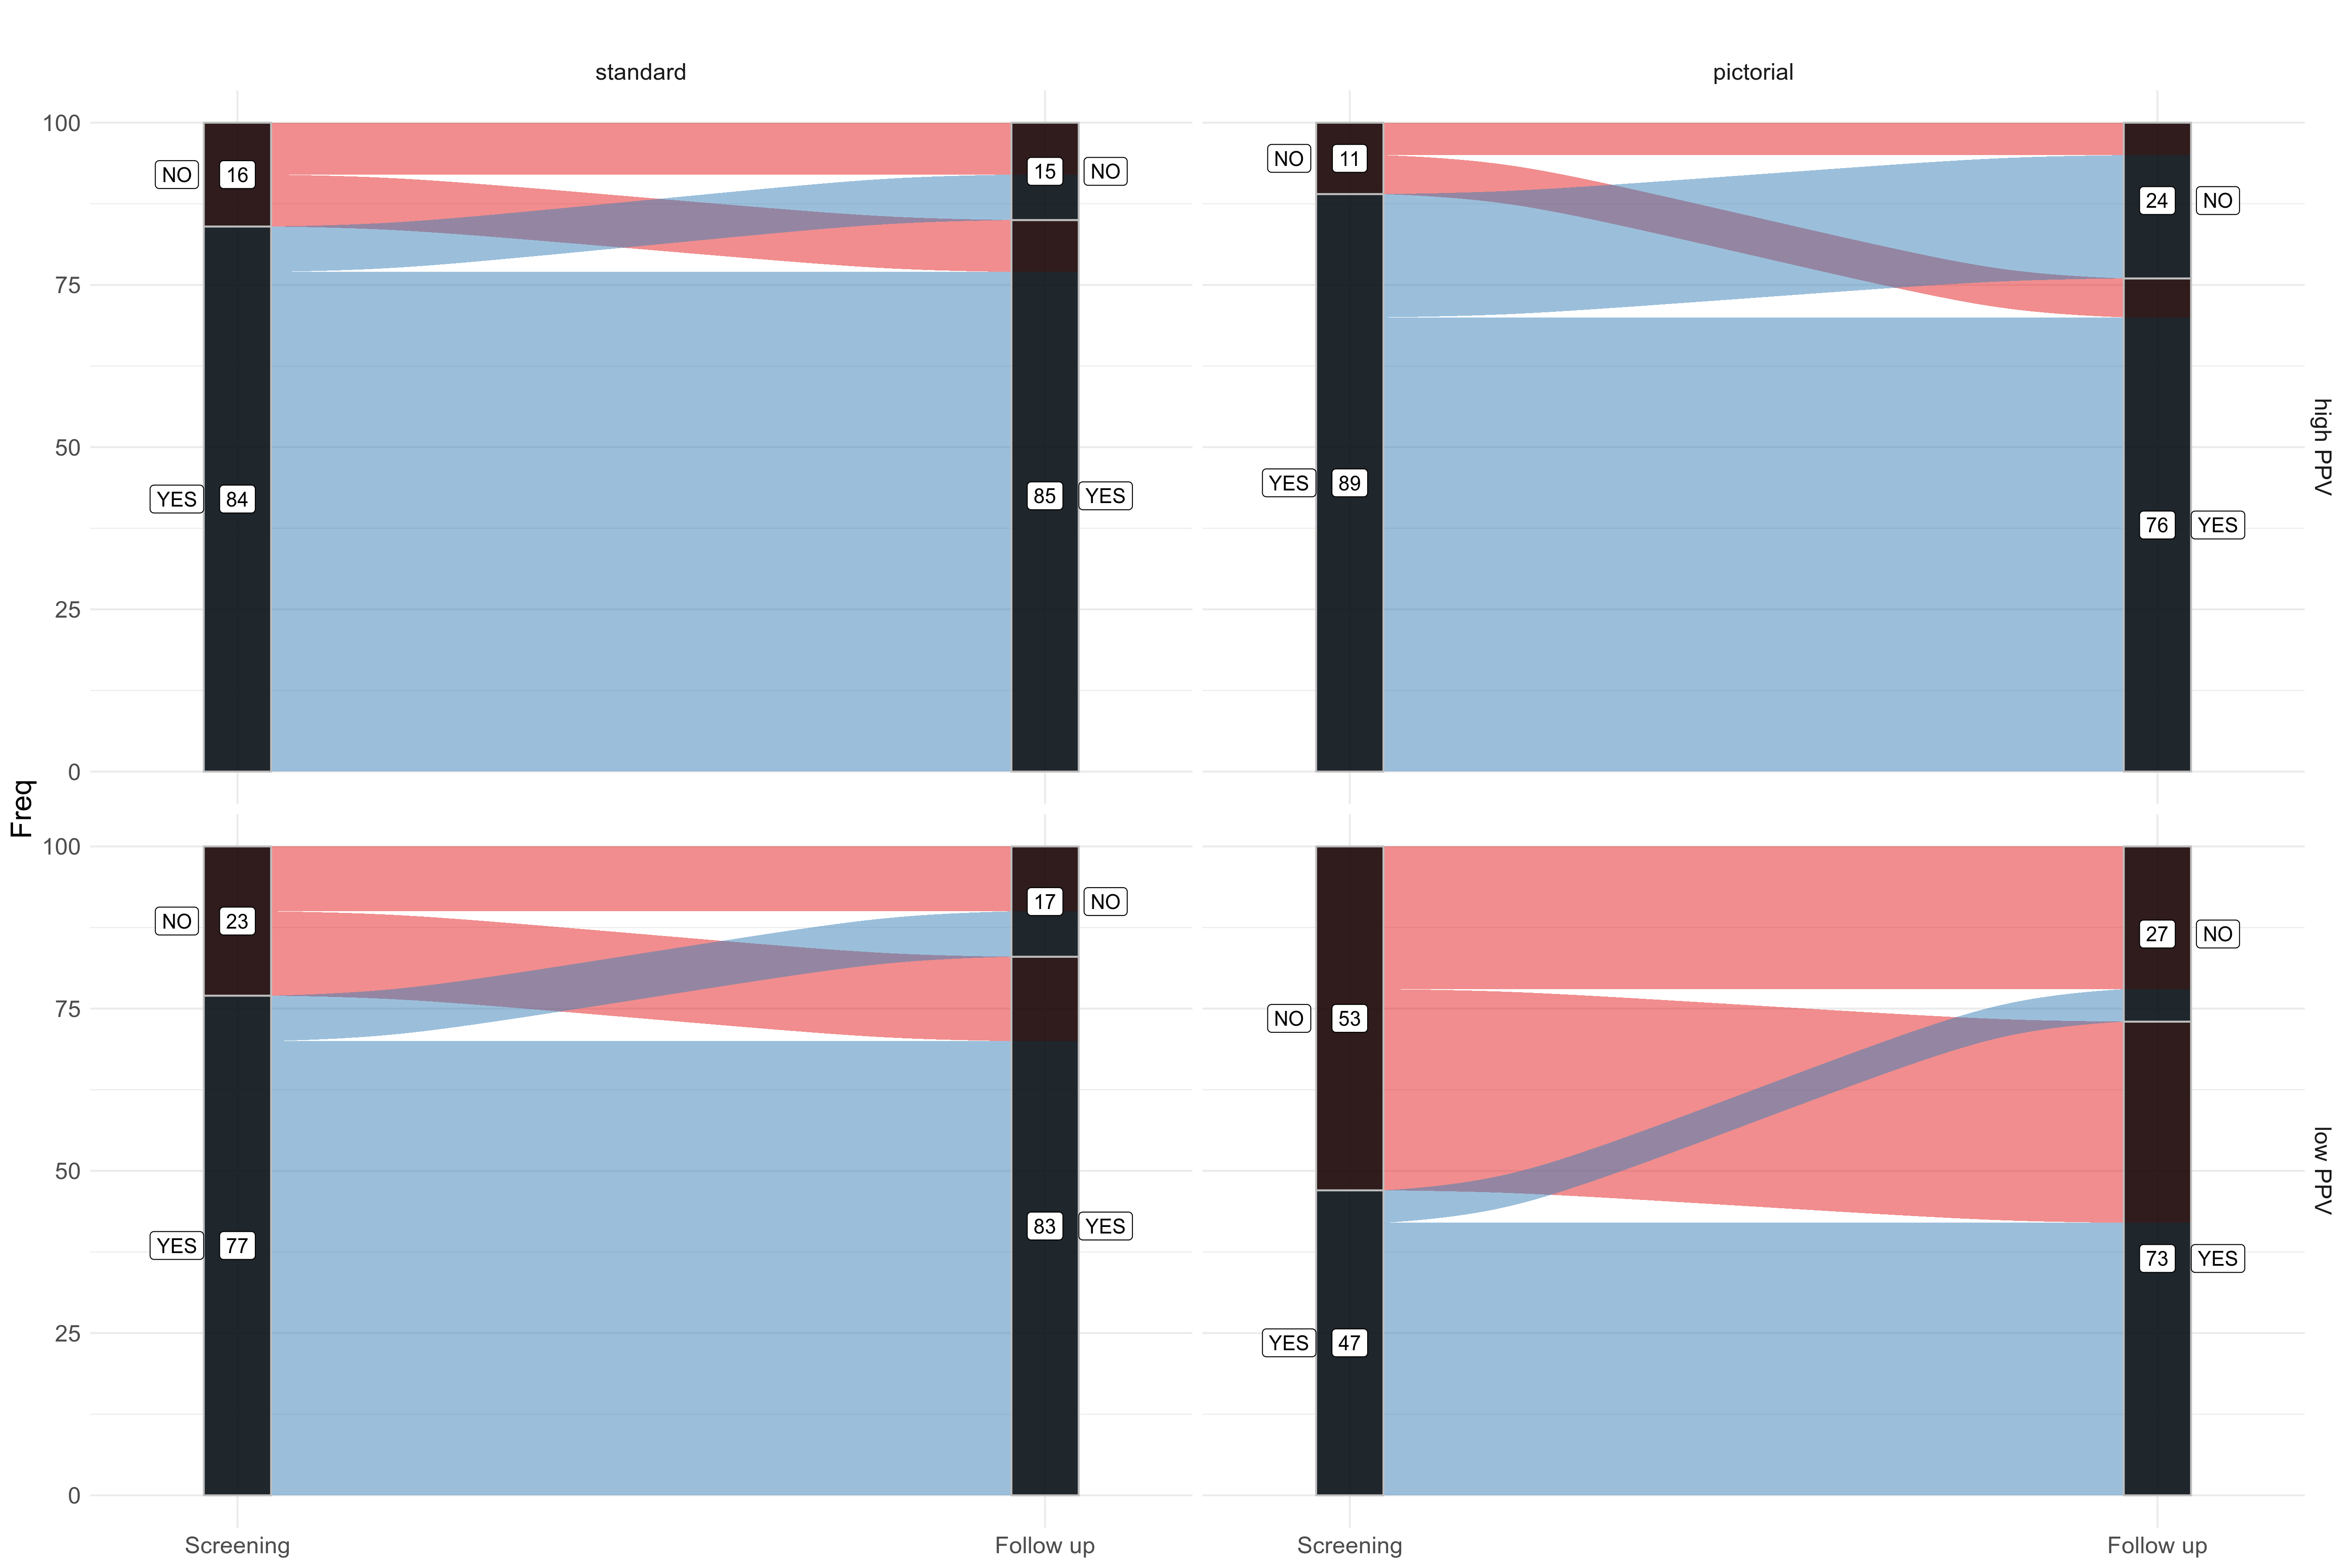 standard
pictorial
100
75
50
25
0
NO
16
YES
84
15
NO
85
YES
NO
11
YES
89
24
NO
76
YES
high PPV
Freq
100
75
50
25
0
NO
23
YES
77
17
NO
83
YES
NO
53
YES
47
27
NO
73
YES
low PPV
Screening
Follow up
Screening
Follow up